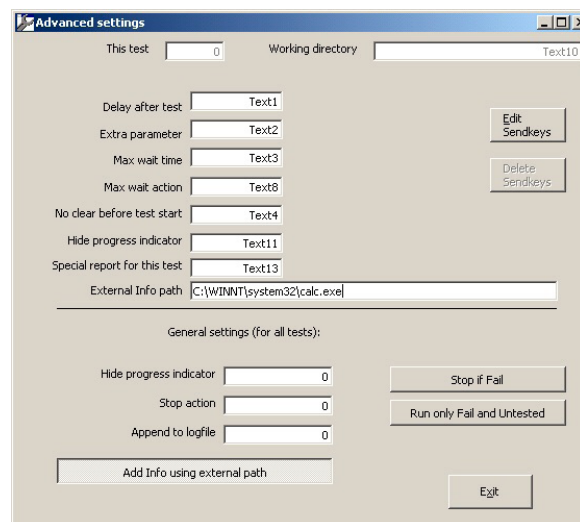 Advanced settings
This test 0 Working directory Text10
Delay after test Text1
Edit
Sendkeys
Extra parameter Text2
Max wait time Text3
Delete
Sendkeys
Max wait action Text8
No clear before test start Text4
Hide progress indicator Text11
Special report for this test Text13
External Info path C:\WINNT\system32\calc.exe
General settings (for all tests):
Hide progress indicator 0 Stop if Fail
Stop action 0
Run only Fail and Untested
Append to logfile 0
Add Info using external path
Exit